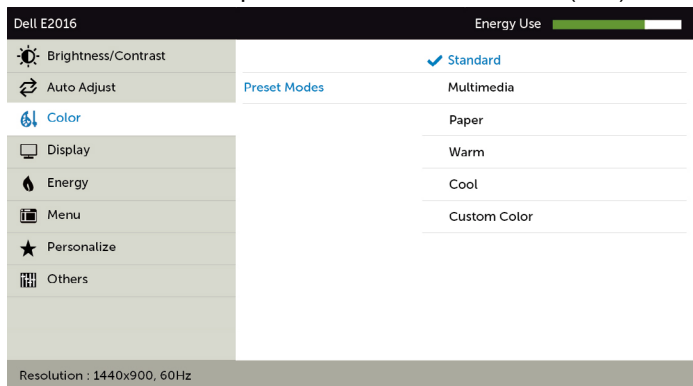 Dell E2016
Energy Use
Brightness/Contrast
Standard
Auto Adjust
Preset Modes
Multimedia
Color
Paper
Display
Warm
Energy
Cool
Menu
Custom Color
Personalize
Others
Resolution : 1440x900, 60Hz